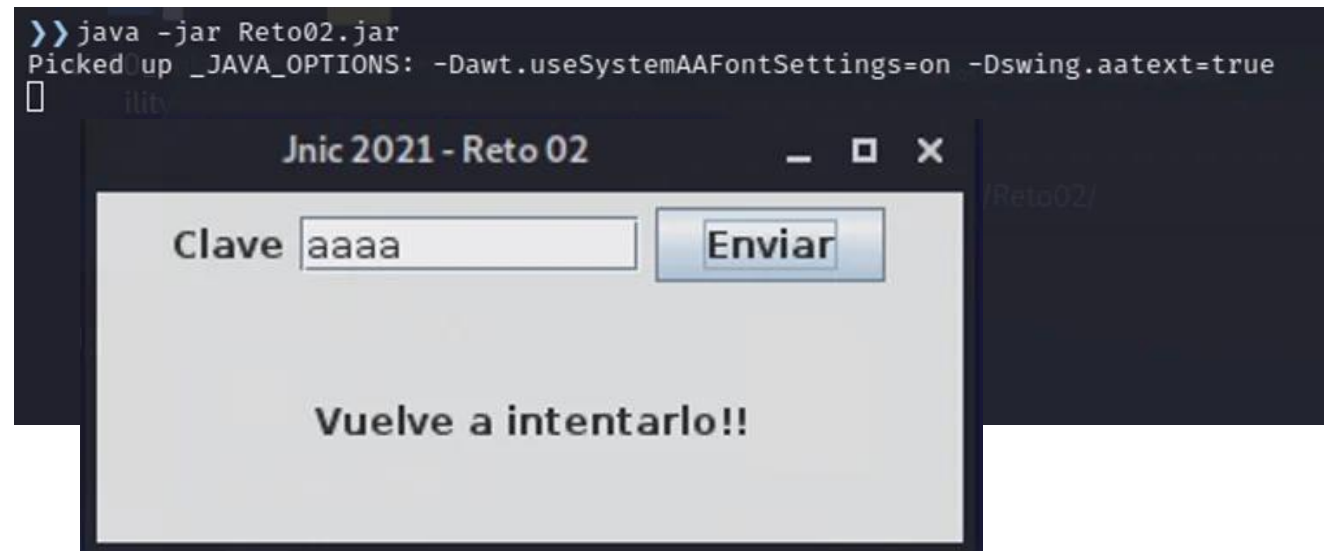 ❯❯ java -jar Reto02.jar
Picked up _JAVA_OPTIONS: -Dawt.useSystemAAFontSettings=on -Dswing.aatext=true
Jnic 2021 - Reto 02
/Reto02/
Clave aaaa Enviar
Vuelve a intentarlo!!